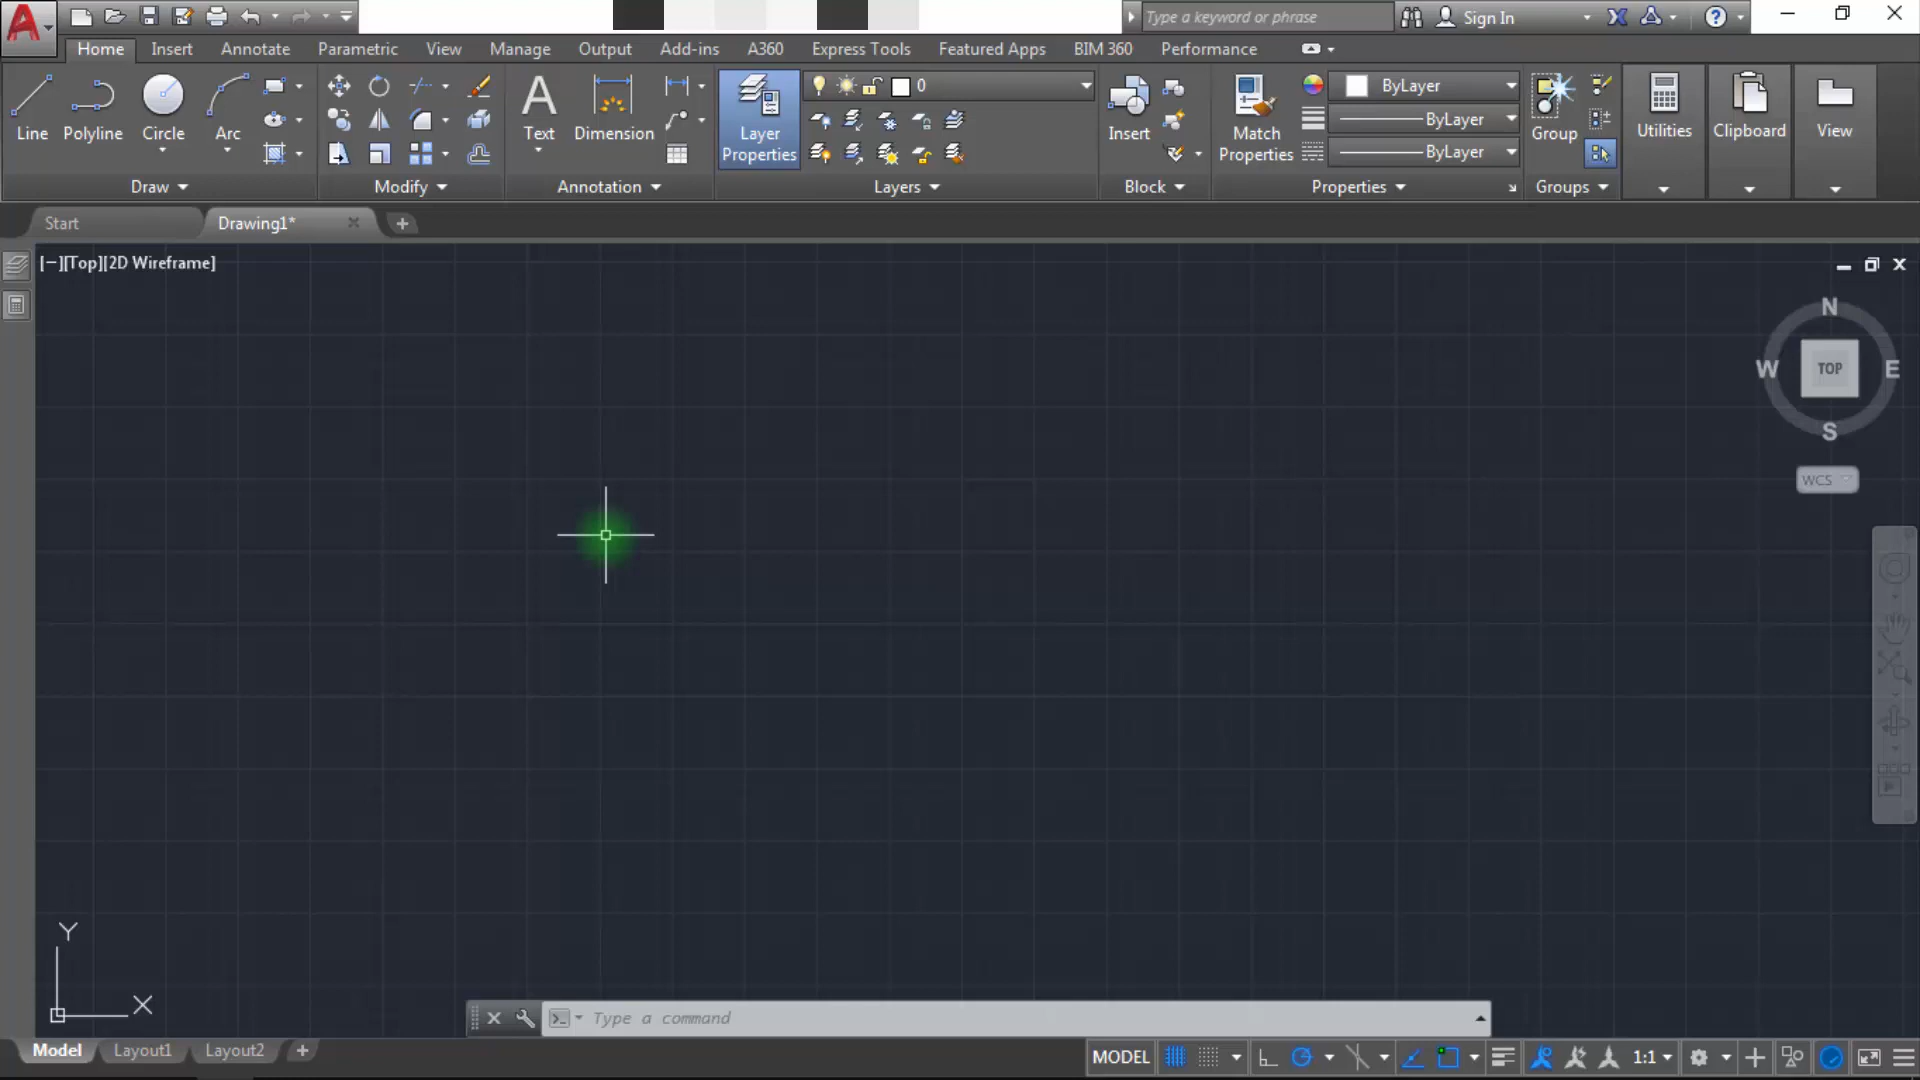 Type a keyword or phrase
Sign In
Home Insert Annotate Parametric View Manage Output Add-ins A360 Express Tools Featured Apps BIM 360 Performance
Line Polyline Circle Arc
Text Dimension
Layer Properties
0
Insert
Match Properties
ByLayer
ByLayer
ByLayer
Group
Utilities
Clipboard
View
Draw Modify Annotation Layers Block Properties Groups
Start Drawing1*
[−][Top][2D Wireframe]
N
W TOP E
S
WCS
Y
X
Type a command
Model Layout1 Layout2
MODEL 1:1